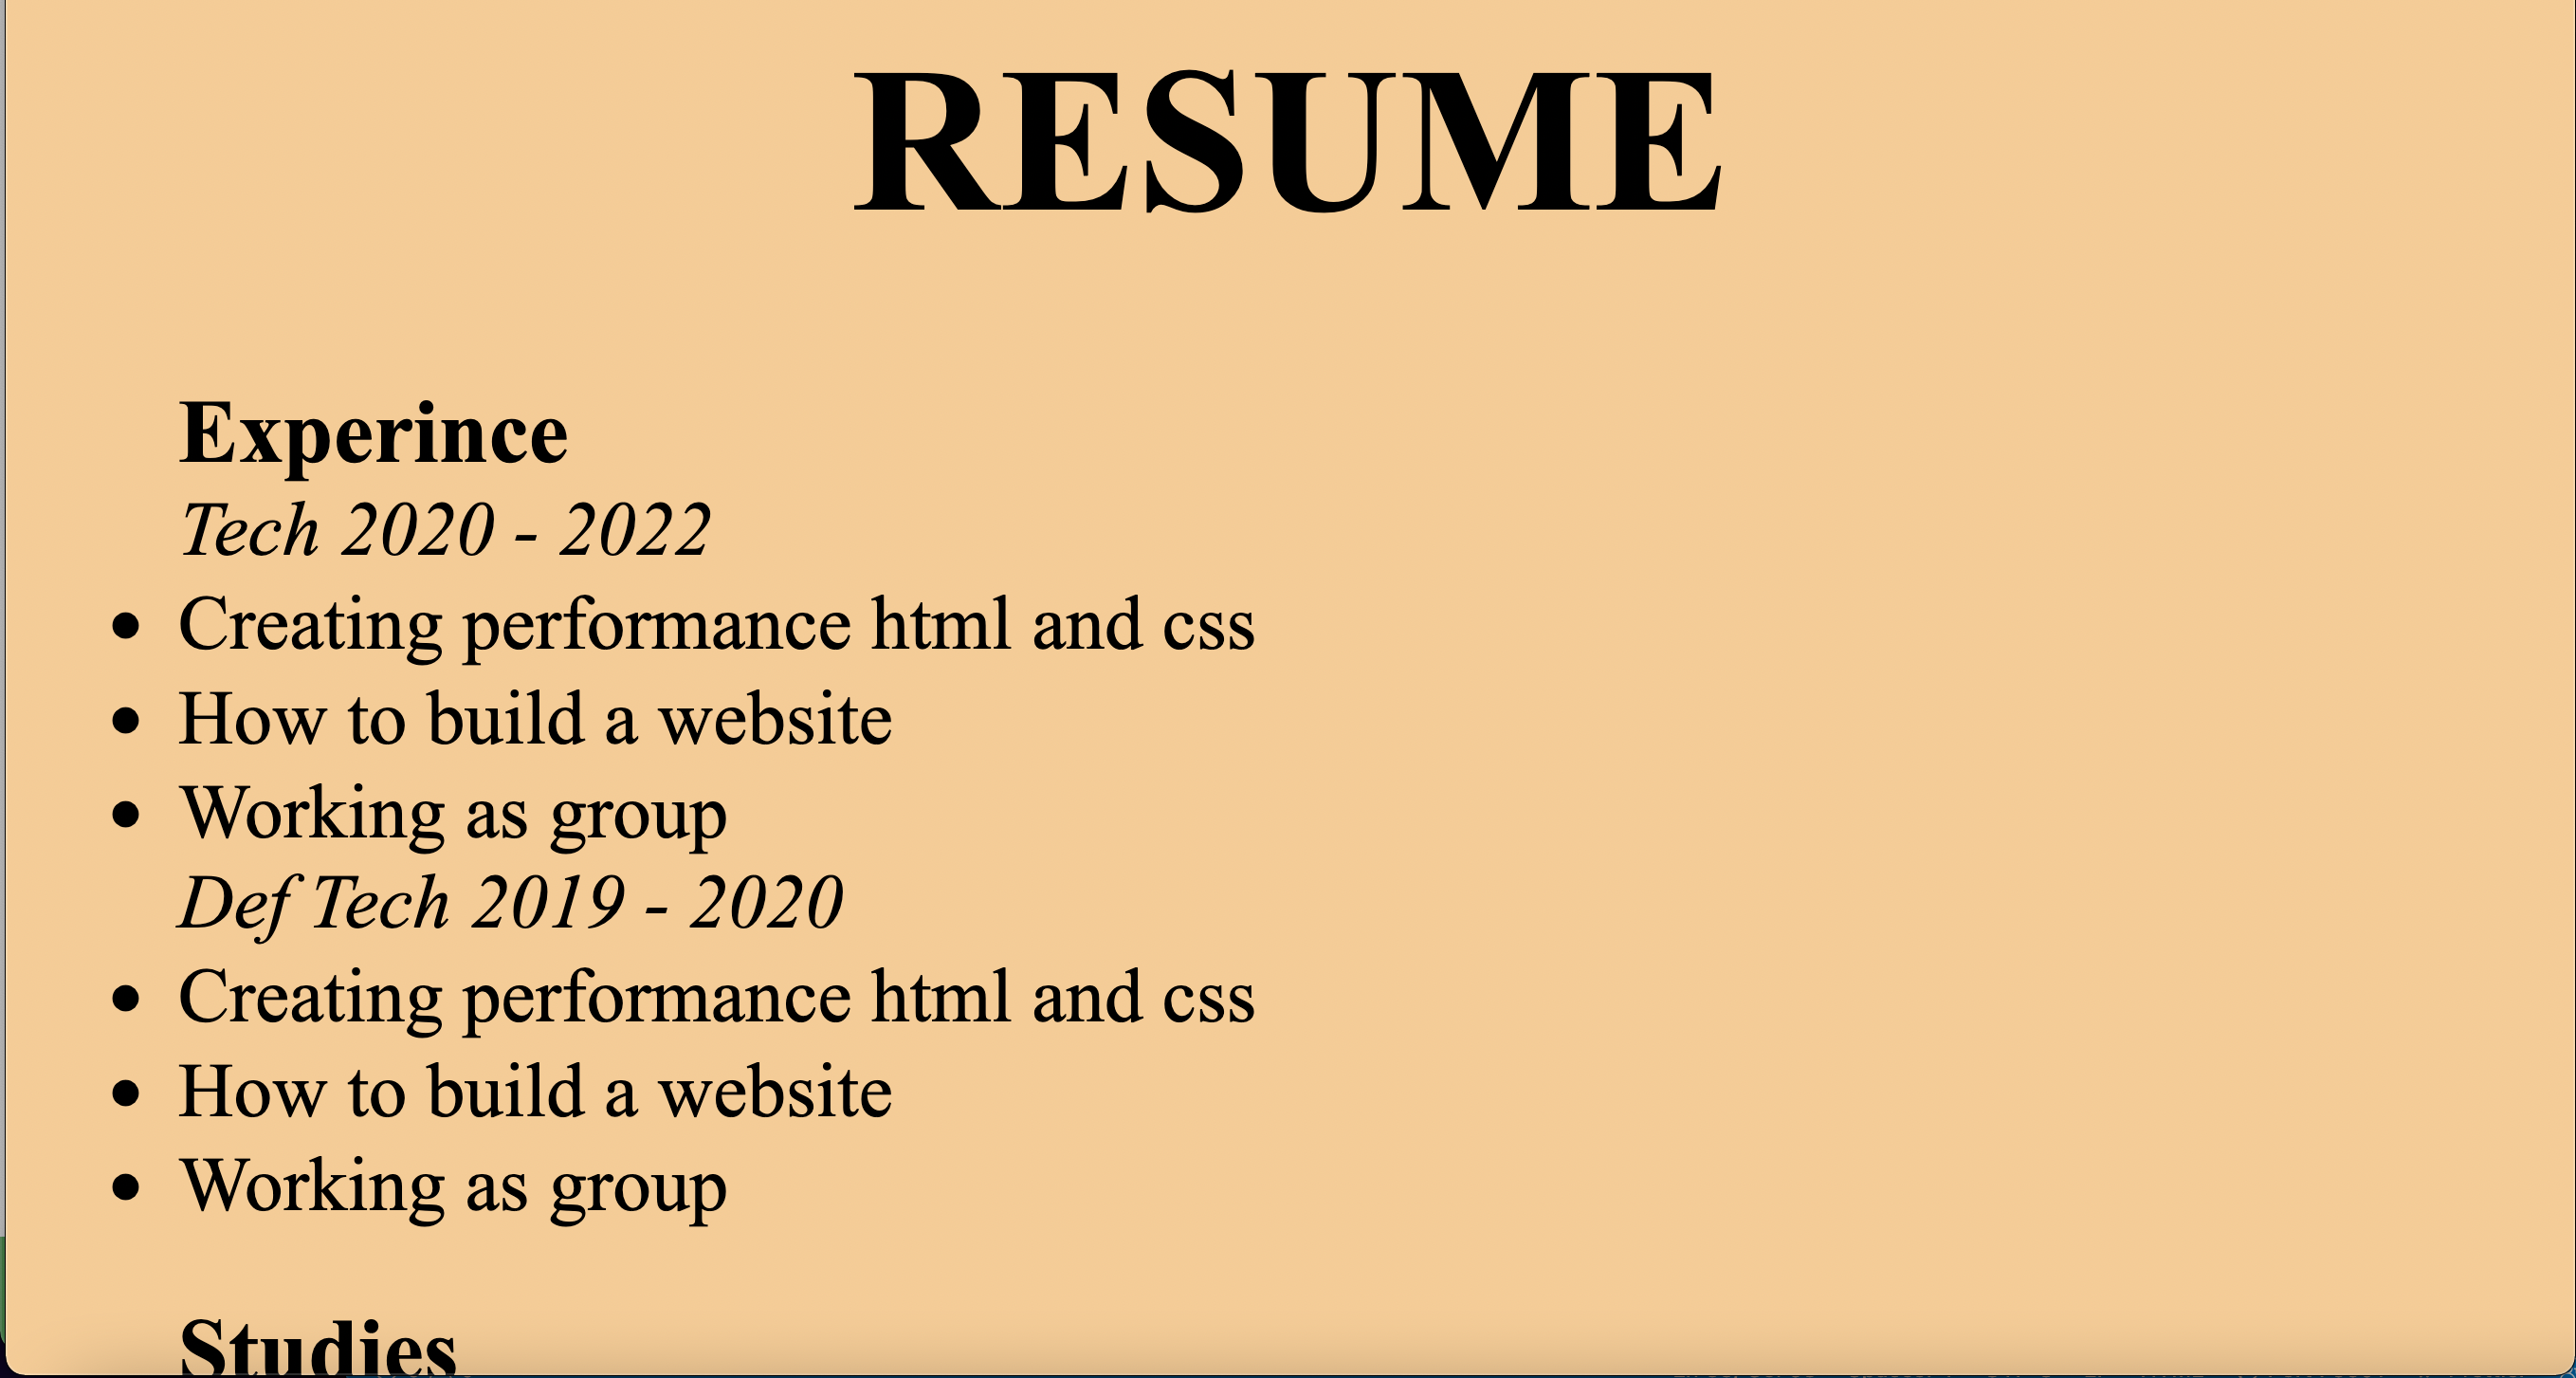 RESUME
Experince
Tech 2020 - 2022
Creating performance html and css
How to build a website
Working as group
Def Tech 2019 - 2020
Creating performance html and css
How to build a website
Working as group
Studies